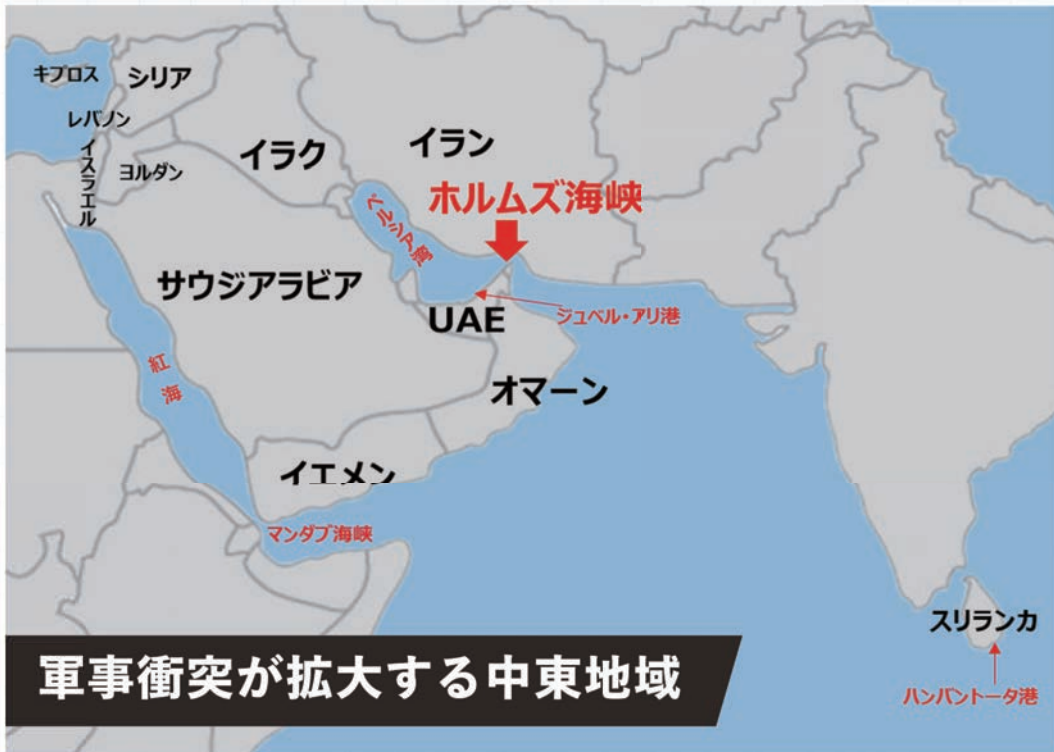 キプロス
シリア
レバノン
イスラエル
ヨルダン
イラク
イラン
ホルムズ海峡
ペルシア湾
サウジアラビア
UAE
ジュベル・アリ港
紅海
オマーン
イエメン
マンダブ海峡
スリランカ
ハンバントータ港
軍事衝突が拡大する中東地域